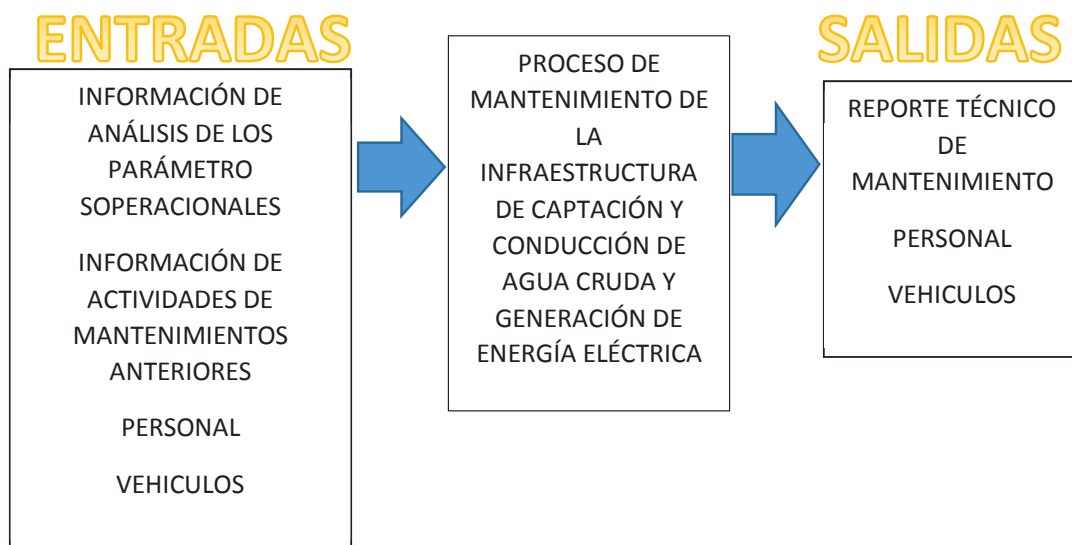 ENTRADAS
INFORMACIÓN DE
ANÁLISIS DE LOS
PARÁMETRO
SOPERACIONALES
INFORMACIÓN DE
ACTIVIDADES DE
MANTENIMIENTOS
ANTERIORES
PERSONAL
VEHICULOS
PROCESO DE
MANTENIMIENTO DE
LA
INFRAESTRUCTURA
DE CAPTACIÓN Y
CONDUCCIÓN DE
AGUA CRUDA Y
GENERACIÓN DE
ENERGÍA ELÉCTRICA
SALIDAS
REPORTE TÉCNICO
DE
MANTENIMIENTO
PERSONAL
VEHICULOS